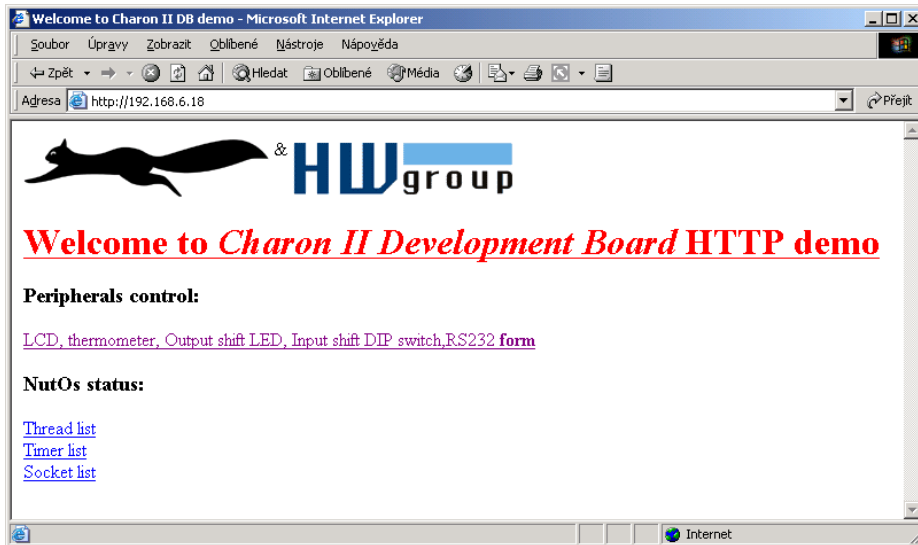 Welcome to Charon II DB demo - Microsoft Internet Explorer
Soubor Úpravy Zobrazit Oblíbené Nástroje Nápověda
Zpět Hledat Oblíbené Média
Adresa http://192.168.6.18 Přejít
& HWgroup
Welcome to Charon II Development Board HTTP demo
Peripherals control:
LCD, thermometer, Output shift LED, Input shift DIP switch,RS232 form
NutOs status:
Thread list
Timer list
Socket list
Internet